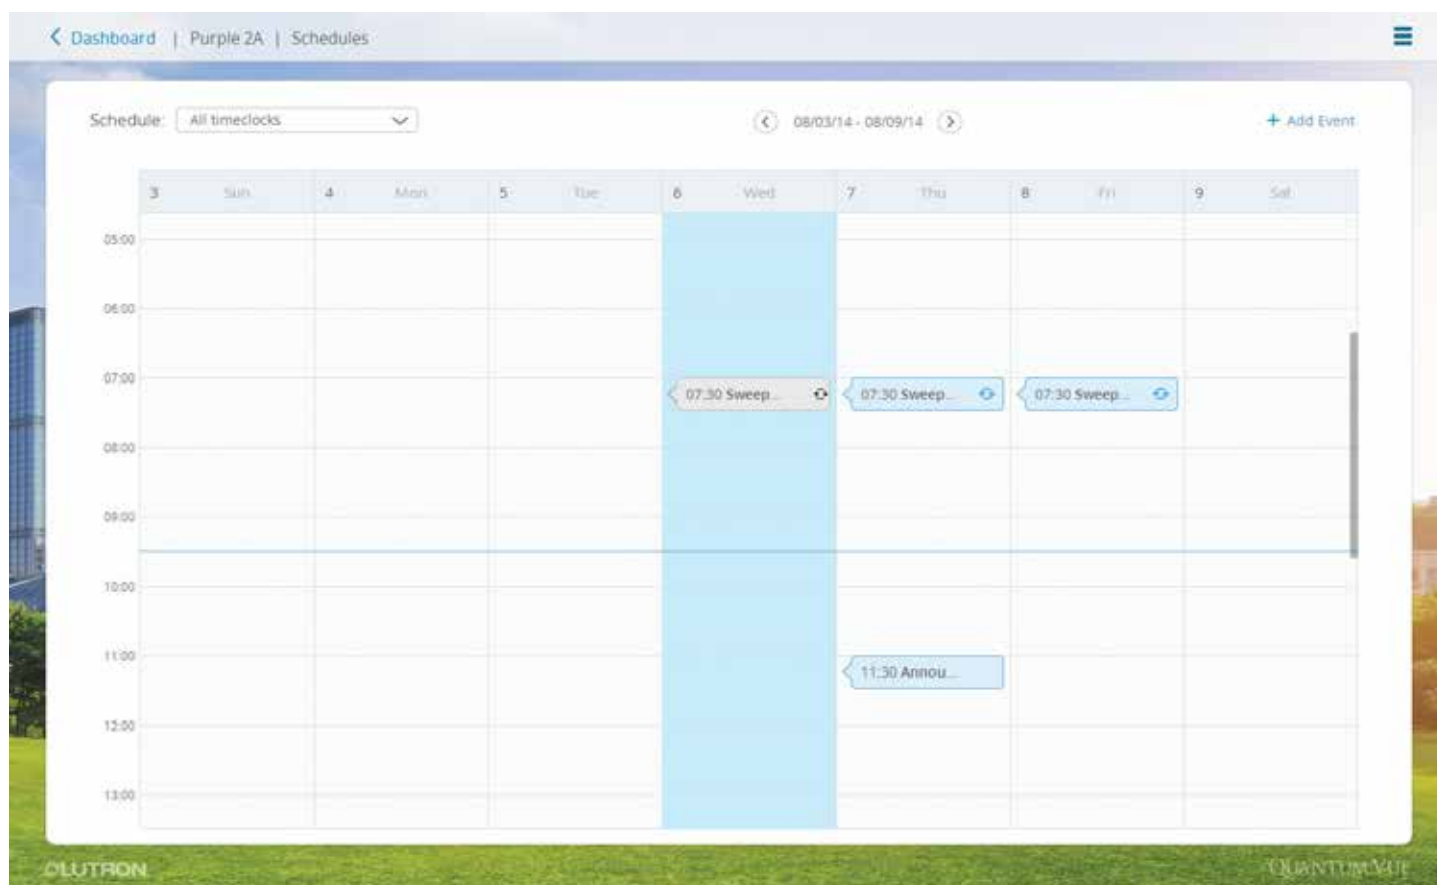 Dashboard | Purple 2A | Schedules
Schedule: All timeclocks 08/03/14 - 08/09/14 + Add Event
3 Sun 4 Mon 5 Tue 6 Wed 7 Thu 8 Fri 9 Sat
05:00
06:00
07:00
07:30 Sweep... 07:30 Sweep... 07:30 Sweep...
08:00
09:00
10:00
11:00
11:30 Annou...
12:00
13:00
LUTRON QUANTUM VUE